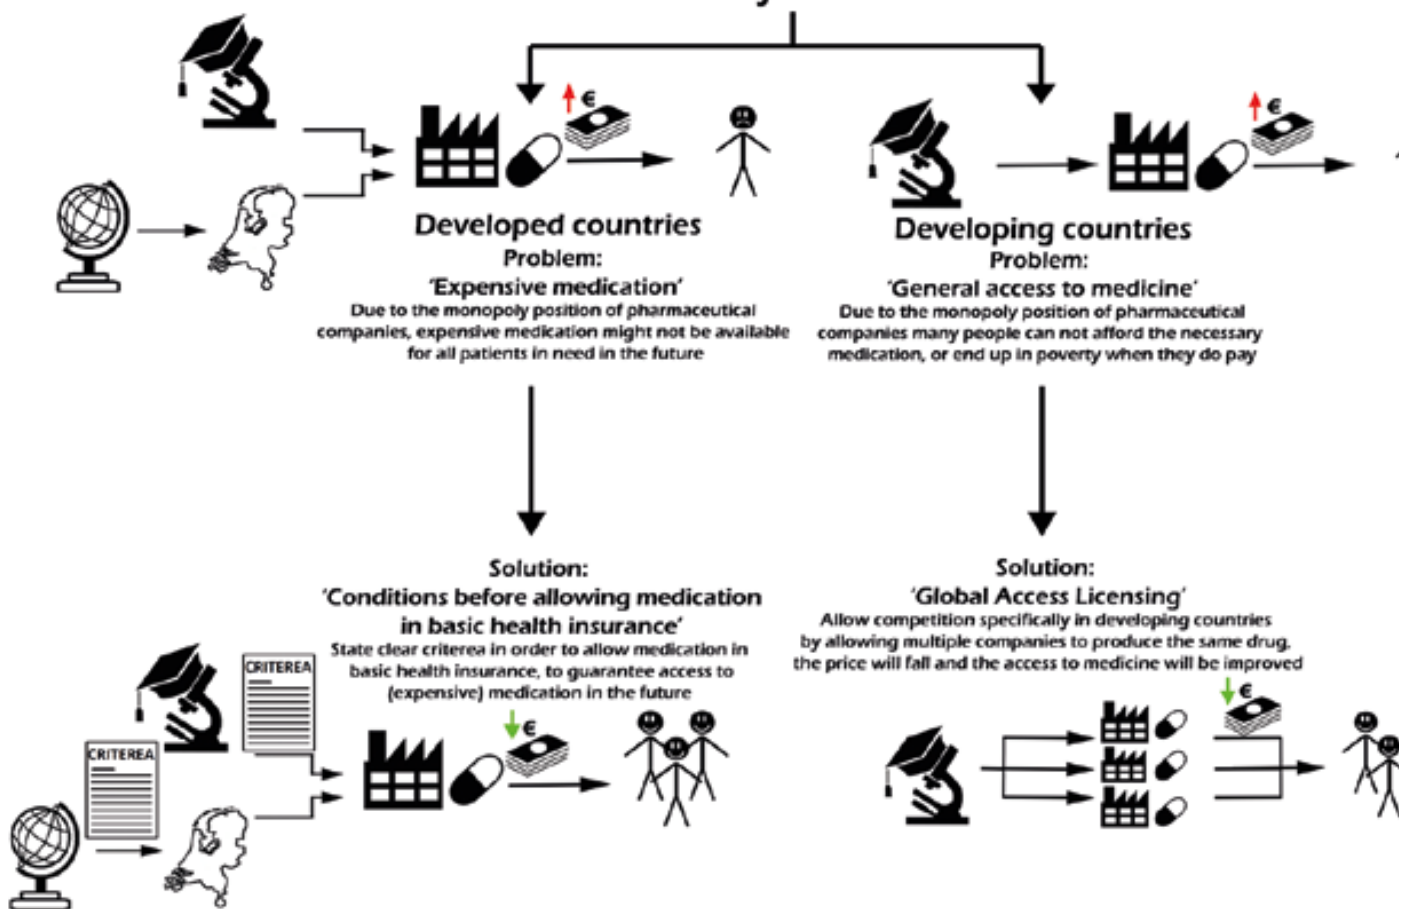 €
€
Developed countries
Problem:
'Expensive medication'
Due to the monopoly position of pharmaceutical
companies, expensive medication might not be available
for all patients in need in the future
Developing countries
Problem:
'General access to medicine'
Due to the monopoly position of pharmaceutical
companies many people can not afford the necessary
medication, or end up in poverty when they do pay
Solution:
'Conditions before allowing medication
in basic health insurance'
State clear criterea in order to allow medication in
basic health insurance, to guarantee access to
(expensive) medication in the future
Solution:
'Global Access Licensing'
Allow competition specifically in developing countries
by allowing multiple companies to produce the same drug,
the price will fall and the access to medicine will be improved
CRITEREA
CRITEREA
€
€